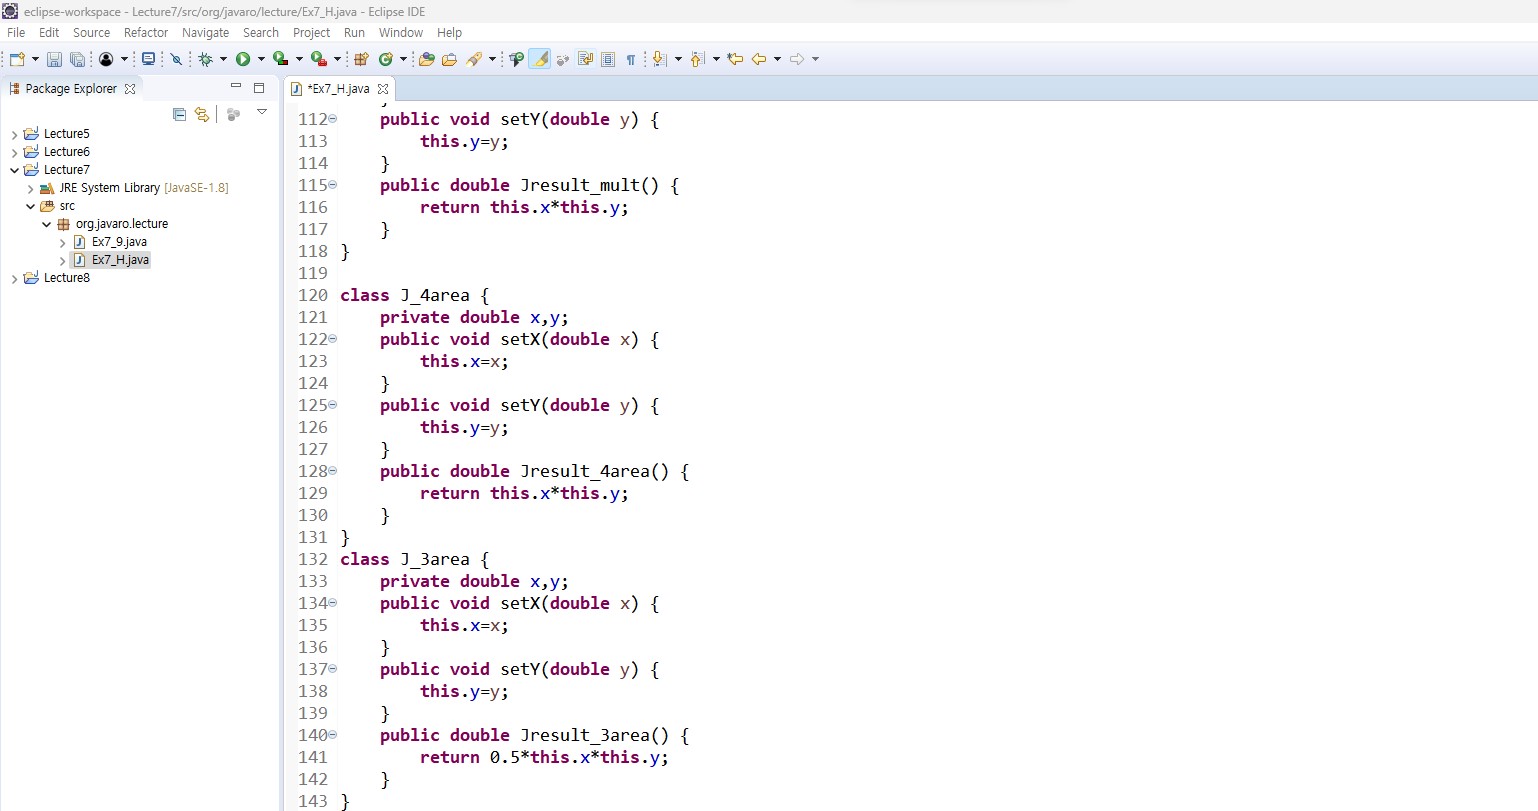 eclipse-workspace - Lecture7/src/org/javaro/lecture/Ex7_H.java - Eclipse IDE
File Edit Source Refactor Navigate Search Project Run Window Help
Package Explorer
*Ex7_H.java
Lecture5
Lecture6
Lecture7
JRE System Library [JavaSE-1.8]
src
org.javaro.lecture
Ex7_9.java
Ex7_H.java
Lecture8
112 public void setY(double y) {
113 this.y=y;
114 }
115 public double Jresult_mult() {
116 return this.x*this.y;
117 }
118 }
119
120 class J_4area {
121 private double x,y;
122 public void setX(double x) {
123 this.x=x;
124 }
125 public void setY(double y) {
126 this.y=y;
127 }
128 public double Jresult_4area() {
129 return this.x*this.y;
130 }
131 }
132 class J_3area {
133 private double x,y;
134 public void setX(double x) {
135 this.x=x;
136 }
137 public void setY(double y) {
138 this.y=y;
139 }
140 public double Jresult_3area() {
141 return 0.5*this.x*this.y;
142 }
143 }